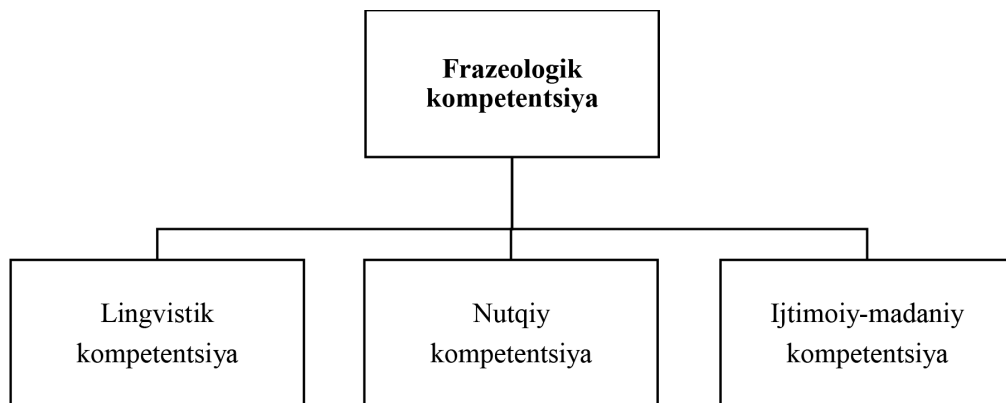 Frazeologik
kompetentsiya
Lingvistik
kompetentsiya
Nutqiy
kompetentsiya
Ijtimoiy-madaniy
kompetentsiya